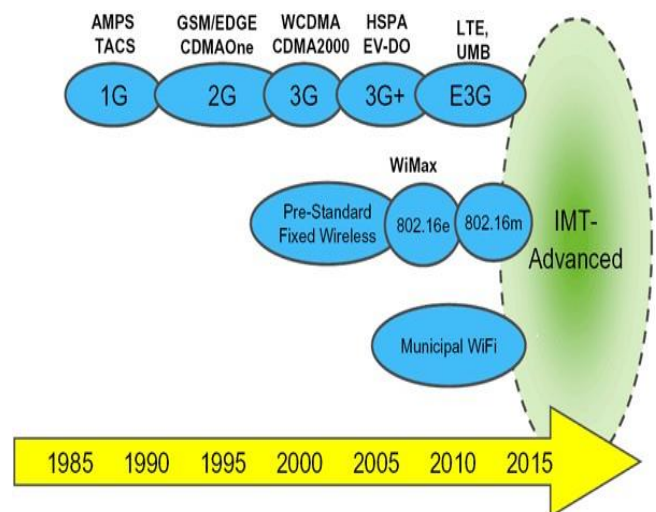 AMPS
TACS
GSM/EDGE
CDMAOne
WCDMA
CDMA2000
HSPA
EV-DO
LTE,
UMB
1G
2G
3G
3G+
E3G
WiMax
Pre-Standard
Fixed Wireless
802.16e
802.16m
IMT-
Advanced
Municipal WiFi
1985 1990 1995 2000 2005 2010 2015